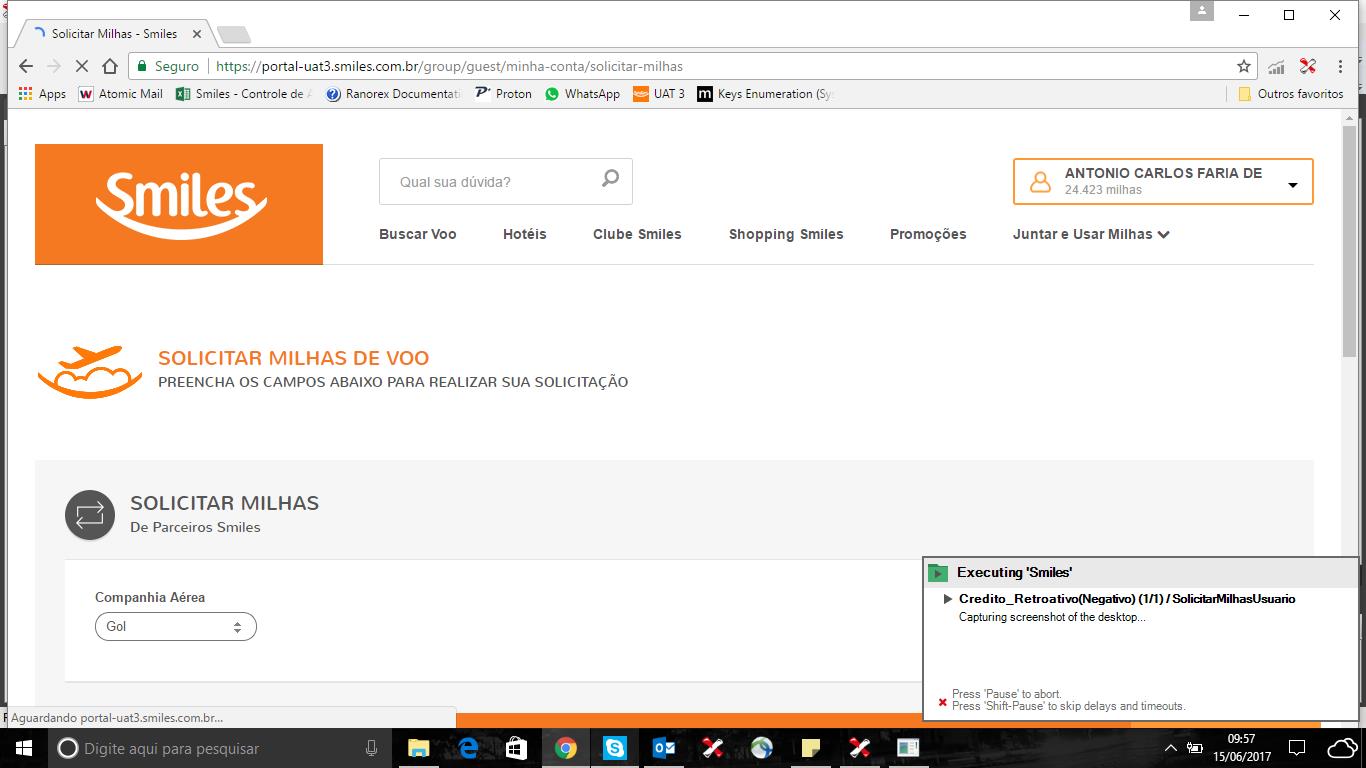 Solicitar Milhas - Smiles
Seguro https://portal-uat3.smiles.com.br/group/guest/minha-conta/solicitar-milhas
Apps Atomic Mail Smiles - Controle de Ranorex Documentati Proton WhatsApp UAT 3 Keys Enumeration (Sy Outros favoritos
Smiles
Qual sua dúvida?
ANTONIO CARLOS FARIA DE
24.423 milhas
Buscar Voo Hotéis Clube Smiles Shopping Smiles Promoções Juntar e Usar Milhas
SOLICITAR MILHAS DE VOO
PREENCHA OS CAMPOS ABAIXO PARA REALIZAR SUA SOLICITAÇÃO
SOLICITAR MILHAS
De Parceiros Smiles
Companhia Aérea
Gol
Executing 'Smiles'
Credito_Retroativo(Negativo) (1/1) / SolicitarMilhasUsuario
Capturing screenshot of the desktop...
Press 'Pause' to abort.
Press 'Shift-Pause' to skip delays and timeouts.
Aguardando portal-uat3.smiles.com.br...
Digite aqui para pesquisar
09:57
15/06/2017